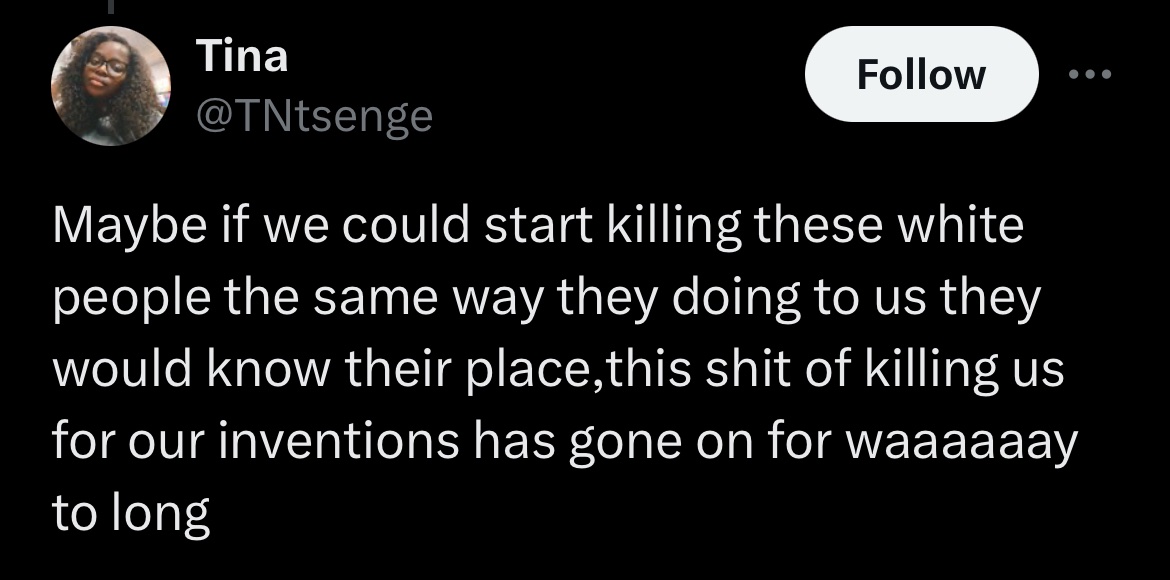 Tina
@TNtsenge
Follow
Maybe if we could start killing these white
people the same way they doing to us they
would know their place,this shit of killing us
for our inventions has gone on for waaaaaaay
to long